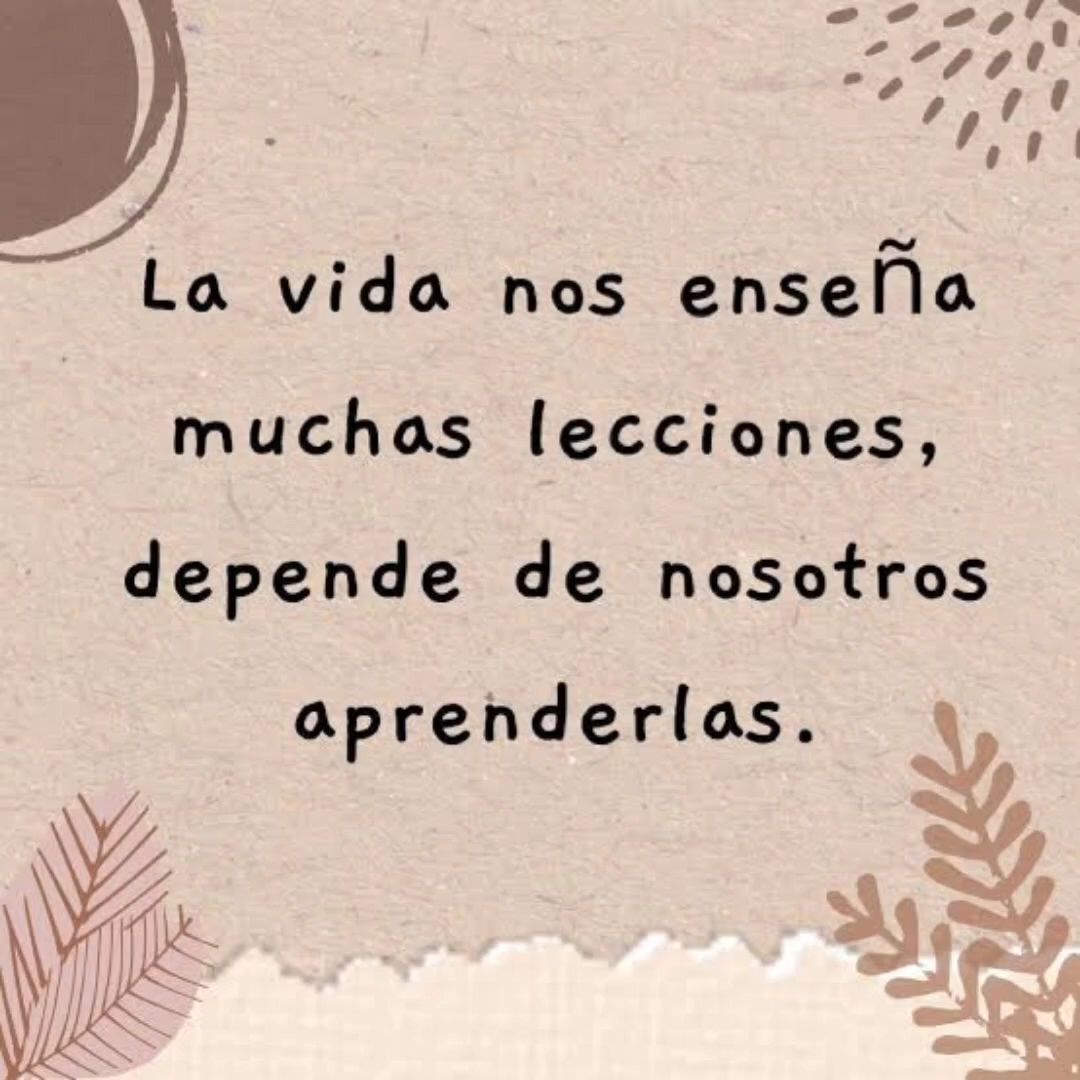 La vida nos enseña
muchas lecciones,
depende de nosotros
aprenderlas.